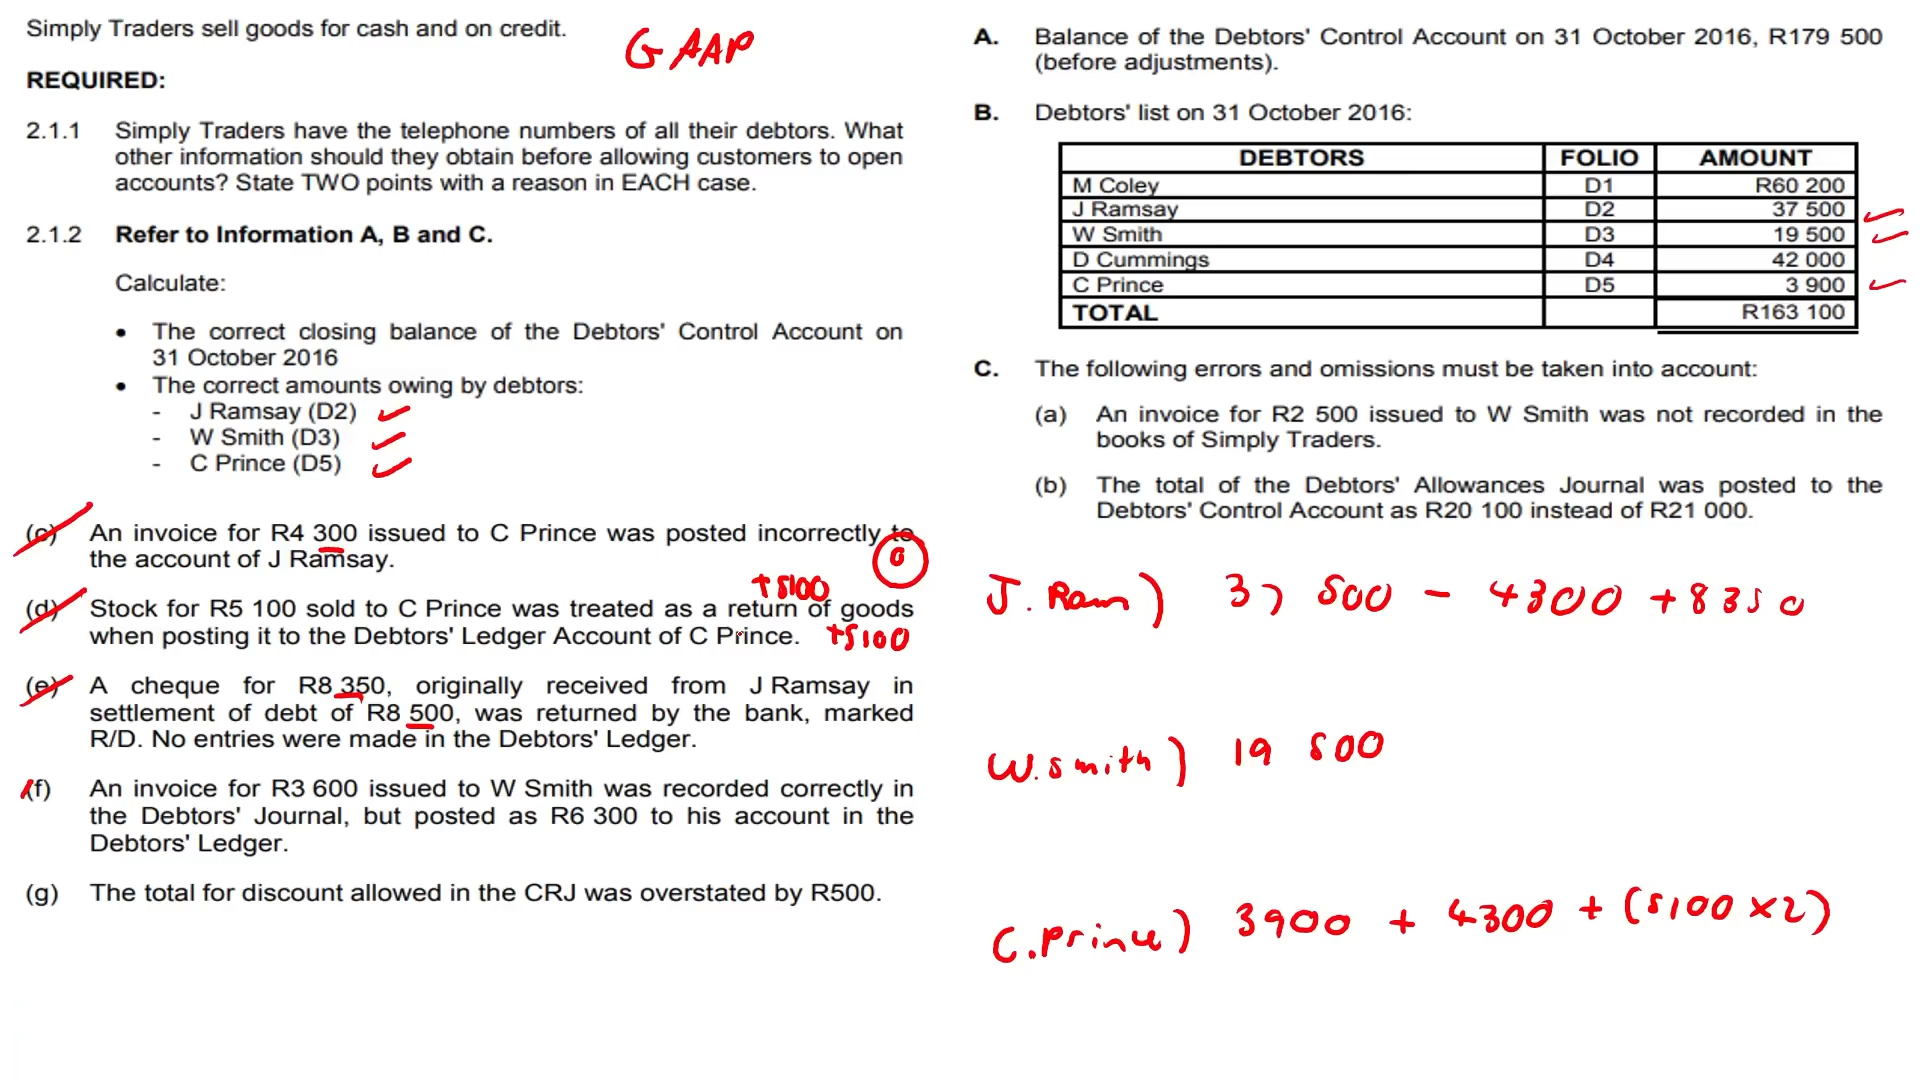 Simply Traders sell goods for cash and on credit.
GAAP
REQUIRED:
2.1.1 Simply Traders have the telephone numbers of all their debtors. What
other information should they obtain before allowing customers to open
accounts? State TWO points with a reason in EACH case.
2.1.2 Refer to Information A, B and C.
Calculate:
• The correct closing balance of the Debtors' Control Account on
31 October 2016
• The correct amounts owing by debtors:
- J Ramsay (D2)
- W Smith (D3)
- C Prince (D5)
(c) An invoice for R4 300 issued to C Prince was posted incorrectly to
the account of J Ramsay.
0
+5100
(d) Stock for R5 100 sold to C Prince was treated as a return of goods
when posting it to the Debtors' Ledger Account of C Prince. +5100
(e) A cheque for R8 350, originally received from J Ramsay in
settlement of debt of R8 500, was returned by the bank, marked
R/D. No entries were made in the Debtors' Ledger.
(f) An invoice for R3 600 issued to W Smith was recorded correctly in
the Debtors' Journal, but posted as R6 300 to his account in the
Debtors' Ledger.
(g) The total for discount allowed in the CRJ was overstated by R500.
A. Balance of the Debtors' Control Account on 31 October 2016, R179 500
(before adjustments).
B. Debtors' list on 31 October 2016:
DEBTORS FOLIO AMOUNT
M Coley D1 R60 200
J Ramsay D2 37 500
W Smith D3 19 500
D Cummings D4 42 000
C Prince D5 3 900
TOTAL R163 100
C. The following errors and omissions must be taken into account:
(a) An invoice for R2 500 issued to W Smith was not recorded in the
books of Simply Traders.
(b) The total of the Debtors' Allowances Journal was posted to the
Debtors' Control Account as R20 100 instead of R21 000.
J. Ram) 37 500 - 4300 + 8350
W. Smith) 19 500
C. Prince) 3900 + 4300 + (5100 x2)